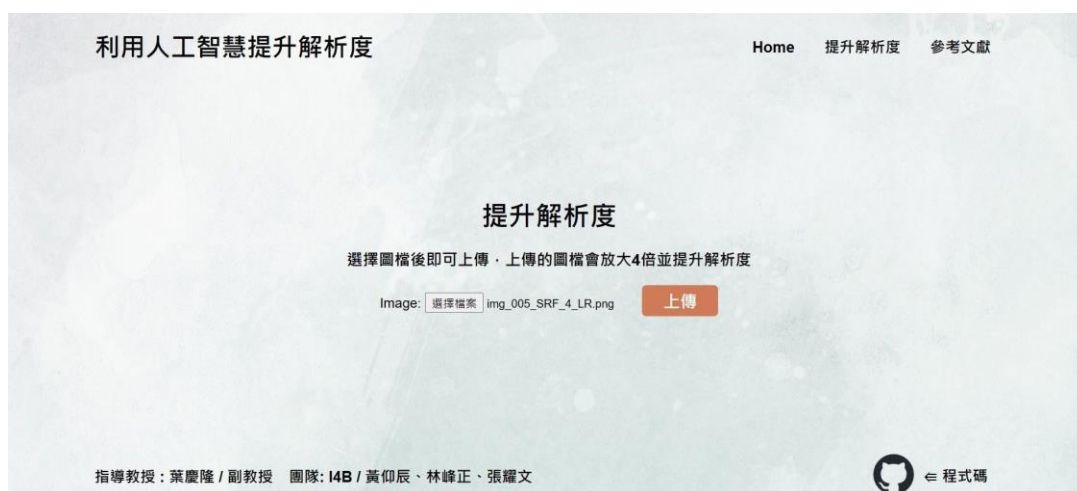 利用人工智慧提升解析度
Home 提升解析度 參考文獻
提升解析度
選擇圖檔後即可上傳，上傳的圖檔會放大4倍並提升解析度
Image: 選擇檔案 img_005_SRF_4_LR.png 上傳
指導教授 : 葉慶隆 / 副教授 團隊: I4B / 黃仰辰、林峰正、張耀文
⇐ 程式碼